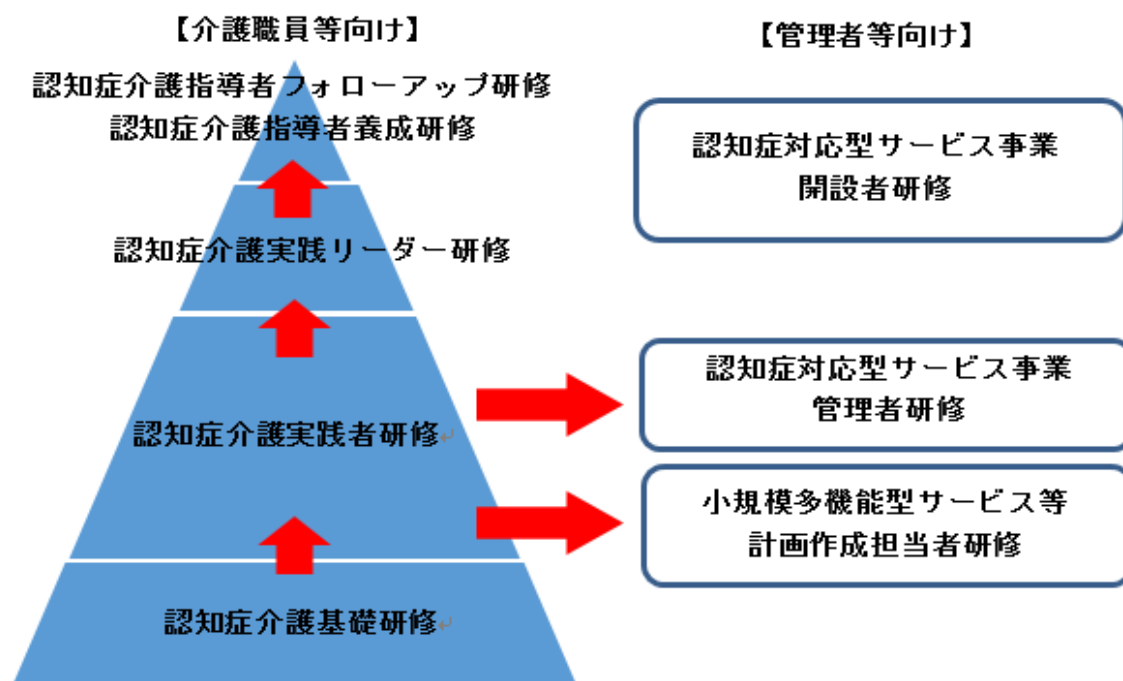 【介護職員等向け】
認知症介護指導者フォローアップ研修
認知症介護指導者養成研修
認知症介護実践リーダー研修
認知症介護実践者研修
認知症介護基礎研修
【管理者等向け】
認知症対応型サービス事業
開設者研修
認知症対応型サービス事業
管理者研修
小規模多機能型サービス等
計画作成担当者研修